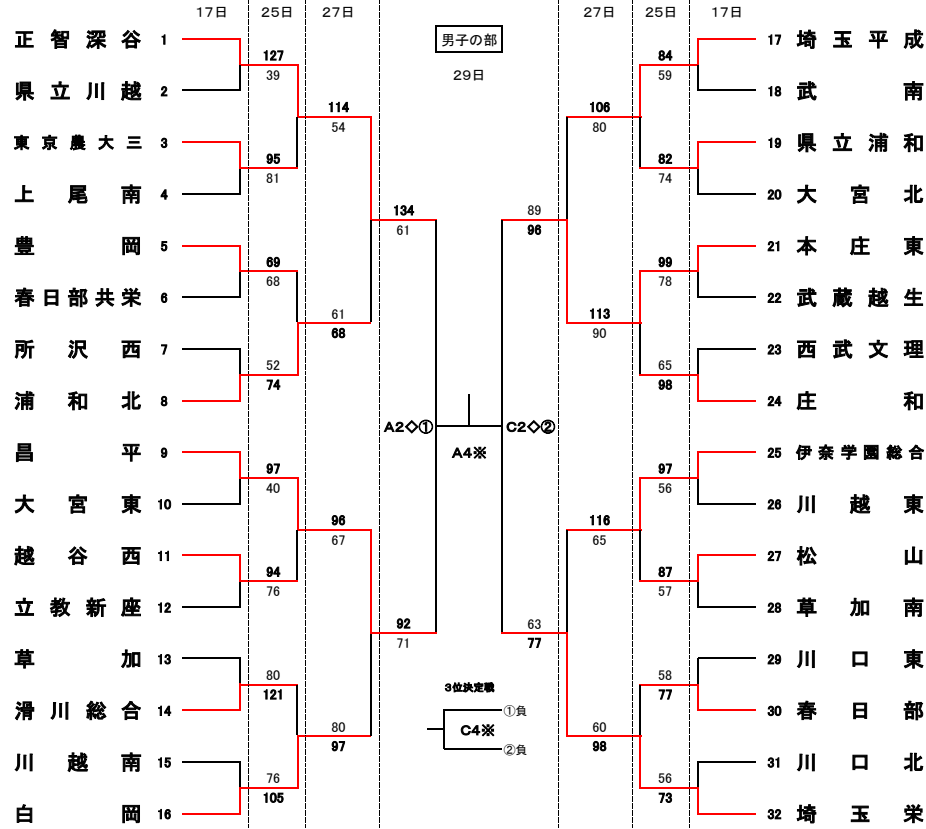 17日 25日 27日 27日 25日 17日
男子の部
29日
正智深谷 1
県立川越 2
東京農大三 3
上尾南 4
豊岡 5
春日部共栄 6
所沢西 7
浦和北 8
昌平 9
大宮東 10
越谷西 11
立教新座 12
草加 13
滑川総合 14
川越南 15
白岡 16
127
39
95
81
69
68
52
74
97
40
94
76
80
121
76
105
114
54
61
68
96
67
80
97
134
61
92
71
A2◇①
A4※
C2◇②
3位決定戦
①負
C4※
②負
89
96
63
77
106
80
113
90
116
65
60
98
84
59
82
74
99
78
65
98
97
56
87
57
58
77
56
73
17 埼玉平成
18 武南
19 県立浦和
20 大宮北
21 本庄東
22 武蔵越生
23 西武文理
24 庄和
25 伊奈学園総合
26 川越東
27 松山
28 草加南
29 川口東
30 春日部
31 川口北
32 埼玉栄